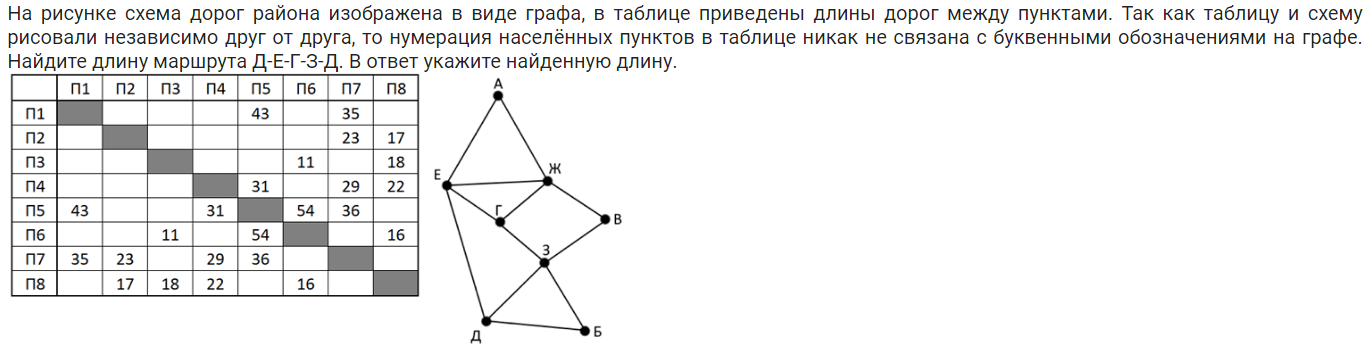 На рисунке схема дорог района изображена в виде графа, в таблице приведены длины дорог между пунктами. Так как таблицу и схему
рисовали независимо друг от друга, то нумерация населённых пунктов в таблице никак не связана с буквенными обозначениями на графе.
Найдите длину маршрута Д-Е-Г-З-Д. В ответ укажите найденную длину.
П1 П2 П3 П4 П5 П6 П7 П8
П1 43 35
П2 23 17
П3 11 18
П4 31 29 22
П5 43 31 54 36
П6 11 54 16
П7 35 23 29 36
П8 17 18 22 16
А
Ж
Е
Г
В
З
Д
Б